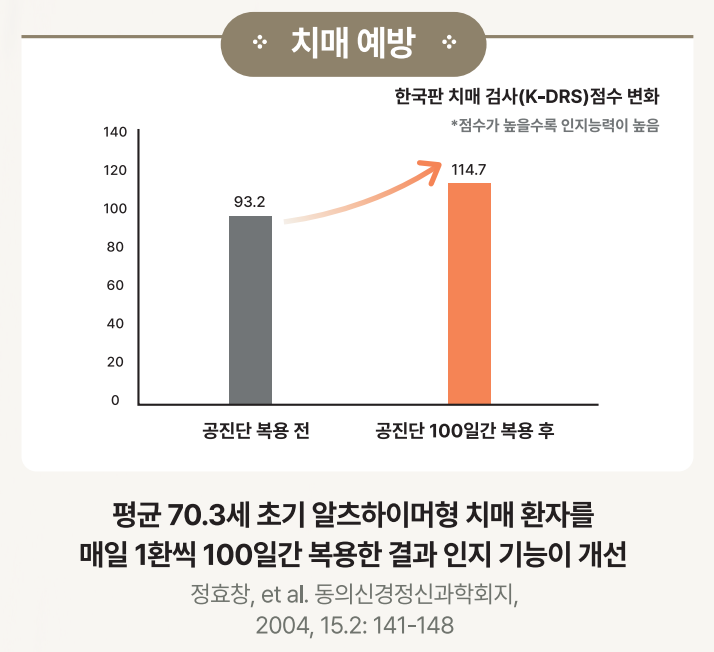 치매 예방
한국판 치매 검사(K-DRS)점수 변화
*점수가 높을수록 인지능력이 높음
140
120
100
80
60
40
20
0
93.2
114.7
공진단 복용 전
공진단 100일간 복용 후
평균 70.3세 초기 알츠하이머형 치매 환자를
매일 1환씩 100일간 복용한 결과 인지 기능이 개선
정효창, et al. 동의신경정신과학회지,
2004, 15.2: 141-148